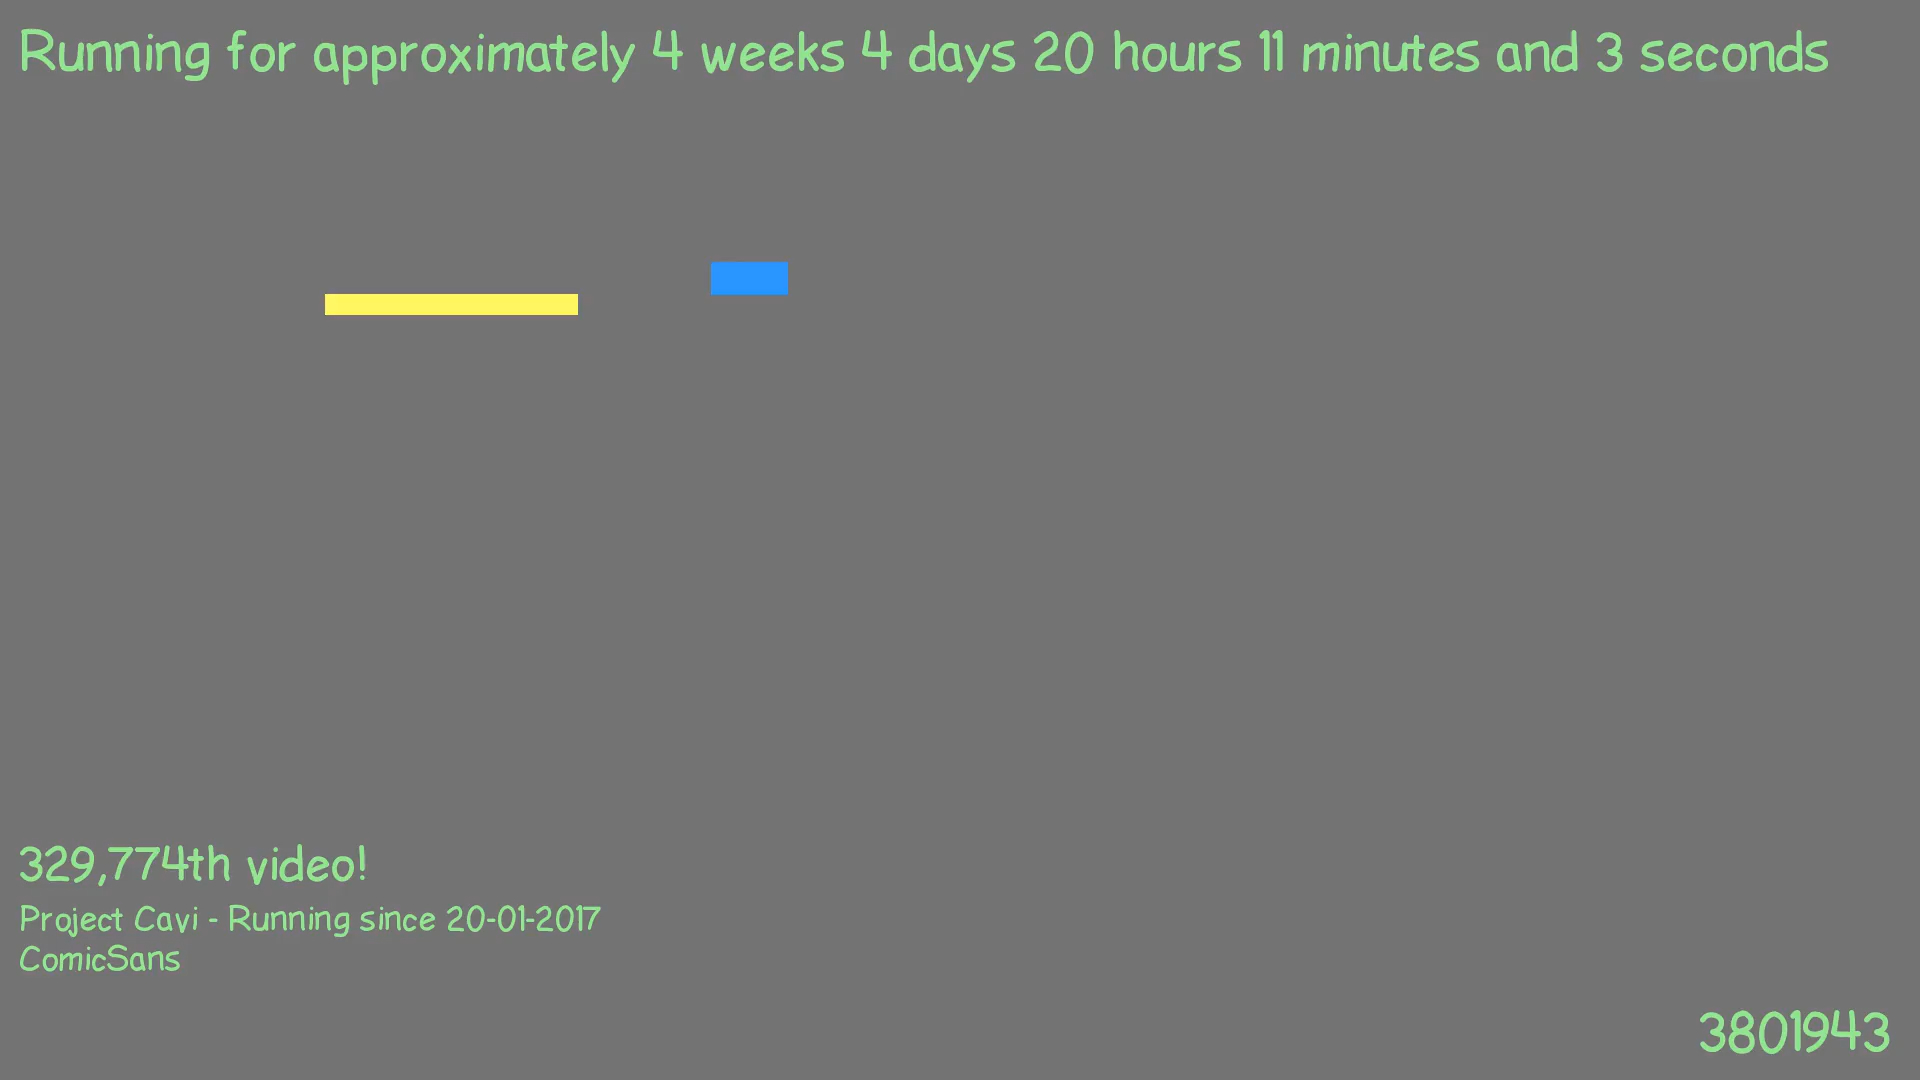 Running for approximately 4 weeks 4 days 20 hours 11 minutes and 3 seconds
329,774th video!
Project Cavi - Running since 20-01-2017
ComicSans
3801943